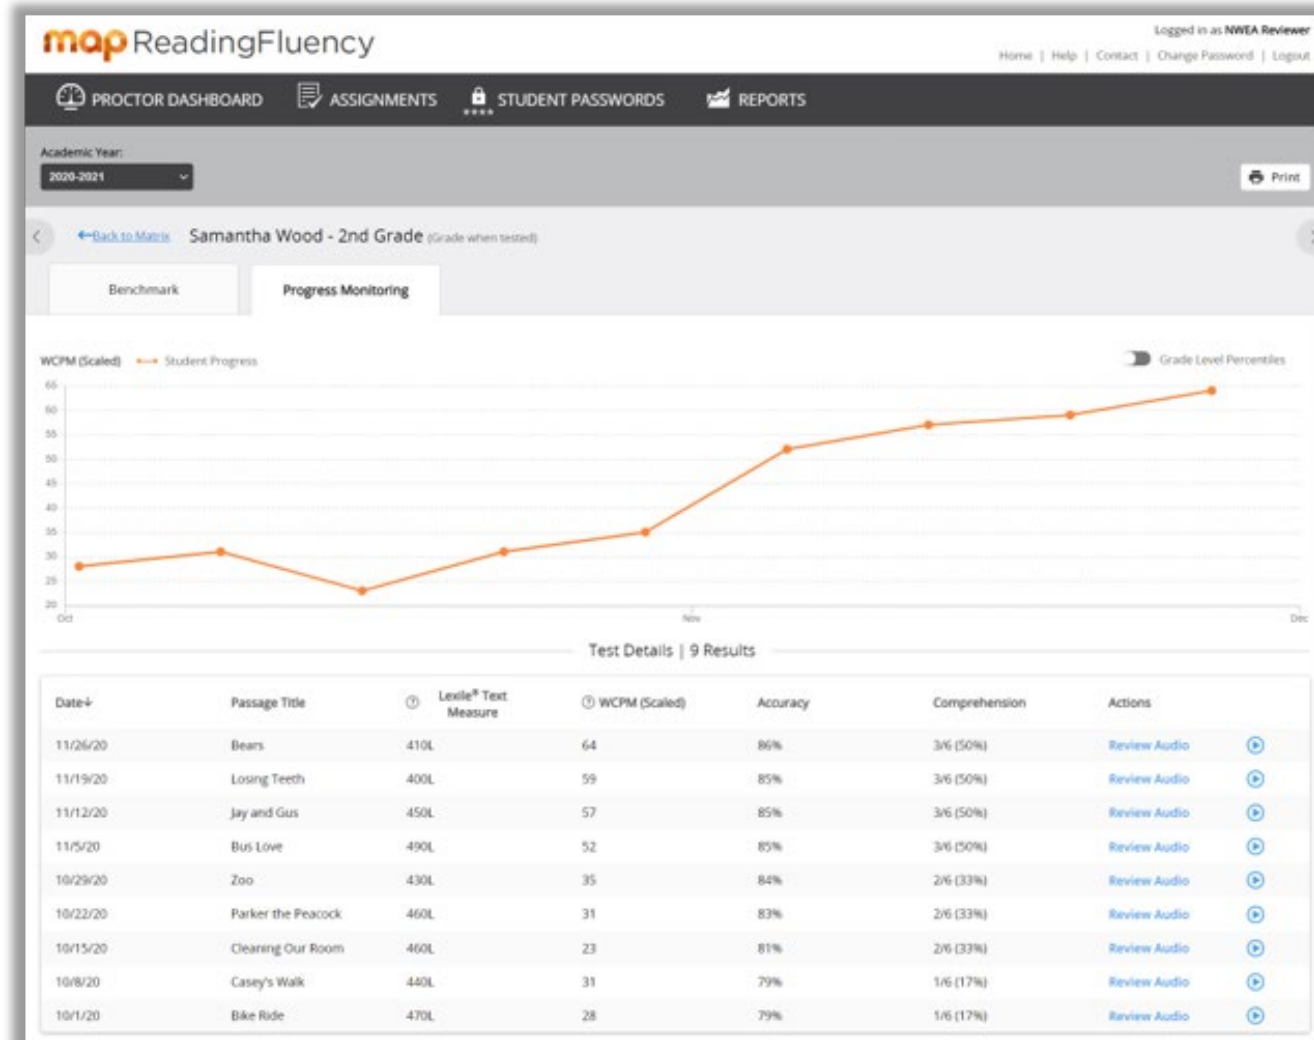 map ReadingFluency
Logged in as NWEA Reviewer
Home | Help | Contact | Change Password | Logout
PROCTOR DASHBOARD ASSIGNMENTS STUDENT PASSWORDS REPORTS
Academic Year:
2020-2021
Print
Back to Matrix Samantha Wood - 2nd Grade (Grade when tested)
Benchmark Progress Monitoring
WCPM (Scaled) Student Progress Grade Level Percentiles
65
60
55
50
45
40
35
30
25
20
Oct Nov Dec
Test Details | 9 Results
Date↓ Passage Title Lexile® Text Measure WCPM (Scaled) Accuracy Comprehension Actions
11/26/20 Bears 410L 64 86% 3/6 (50%) Review Audio
11/19/20 Losing Teeth 400L 59 85% 3/6 (50%) Review Audio
11/12/20 Jay and Gus 450L 57 85% 3/6 (50%) Review Audio
11/5/20 Bus Love 490L 52 85% 3/6 (50%) Review Audio
10/29/20 Zoo 430L 35 84% 2/6 (33%) Review Audio
10/22/20 Parker the Peacock 460L 31 83% 2/6 (33%) Review Audio
10/15/20 Cleaning Our Room 460L 23 81% 2/6 (33%) Review Audio
10/8/20 Casey's Walk 440L 31 79% 1/6 (17%) Review Audio
10/1/20 Bike Ride 470L 28 79% 1/6 (17%) Review Audio